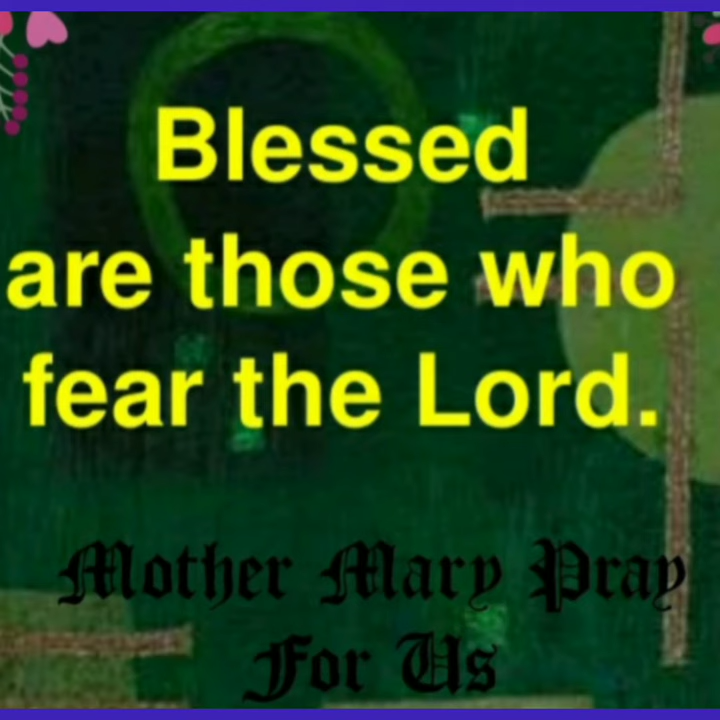 Blessed
are those who
fear the Lord.
Mother Mary Pray
For Us